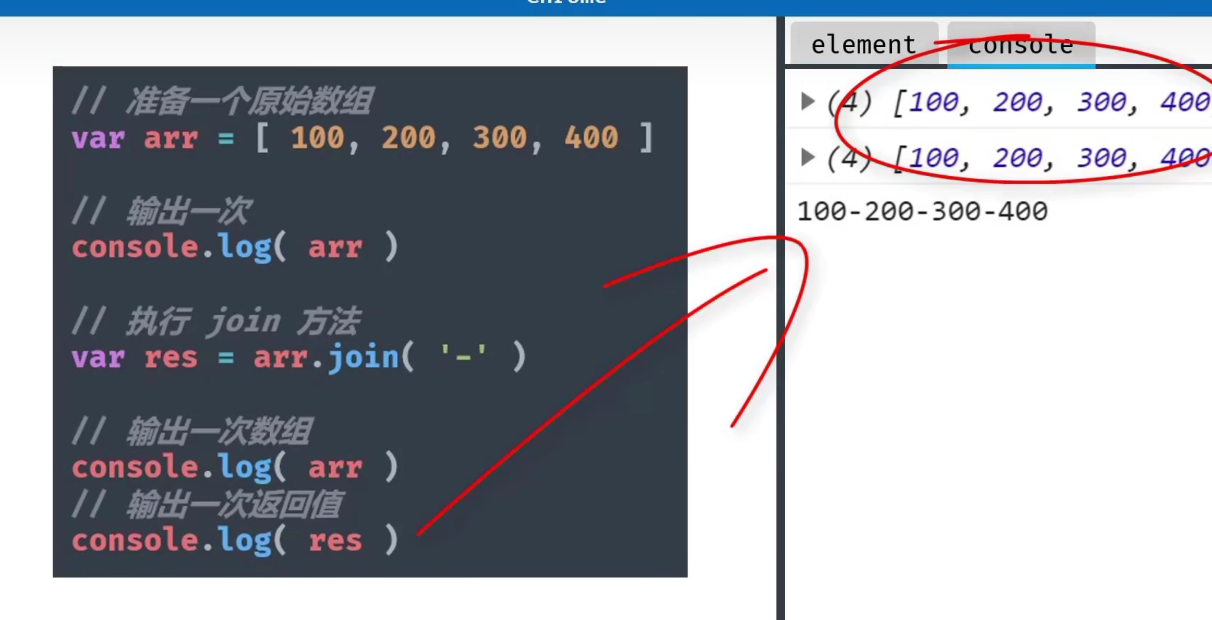 // 准备一个原始数组
var arr = [ 100, 200, 300, 400 ]
// 输出一次
console.log( arr )
// 执行 join 方法
var res = arr.join( '-' )
// 输出一次数组
console.log( arr )
// 输出一次返回值
console.log( res )
element console
(4) [100, 200, 300, 400
(4) [100, 200, 300, 400
100-200-300-400